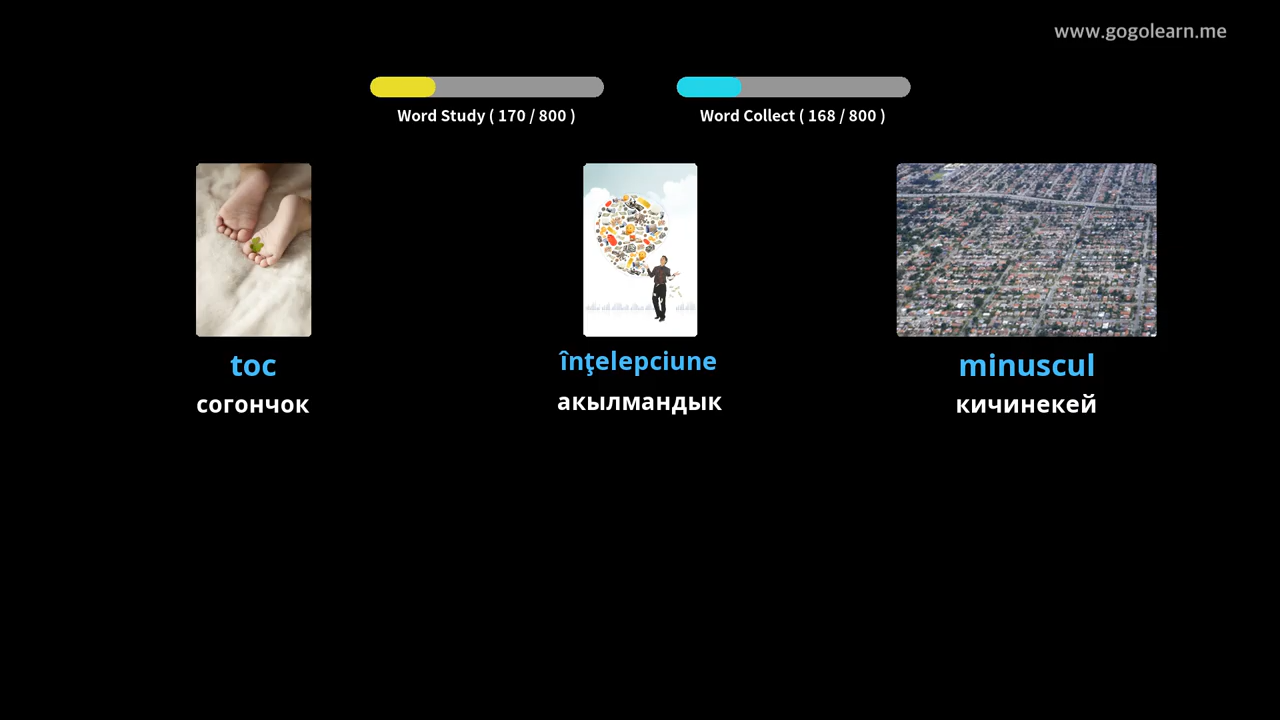 www.gogolearn.me
Word Study ( 170 / 800 )
Word Collect ( 168 / 800 )
toc
înţelepciune
minuscul
согончок
акылмандык
кичинекей